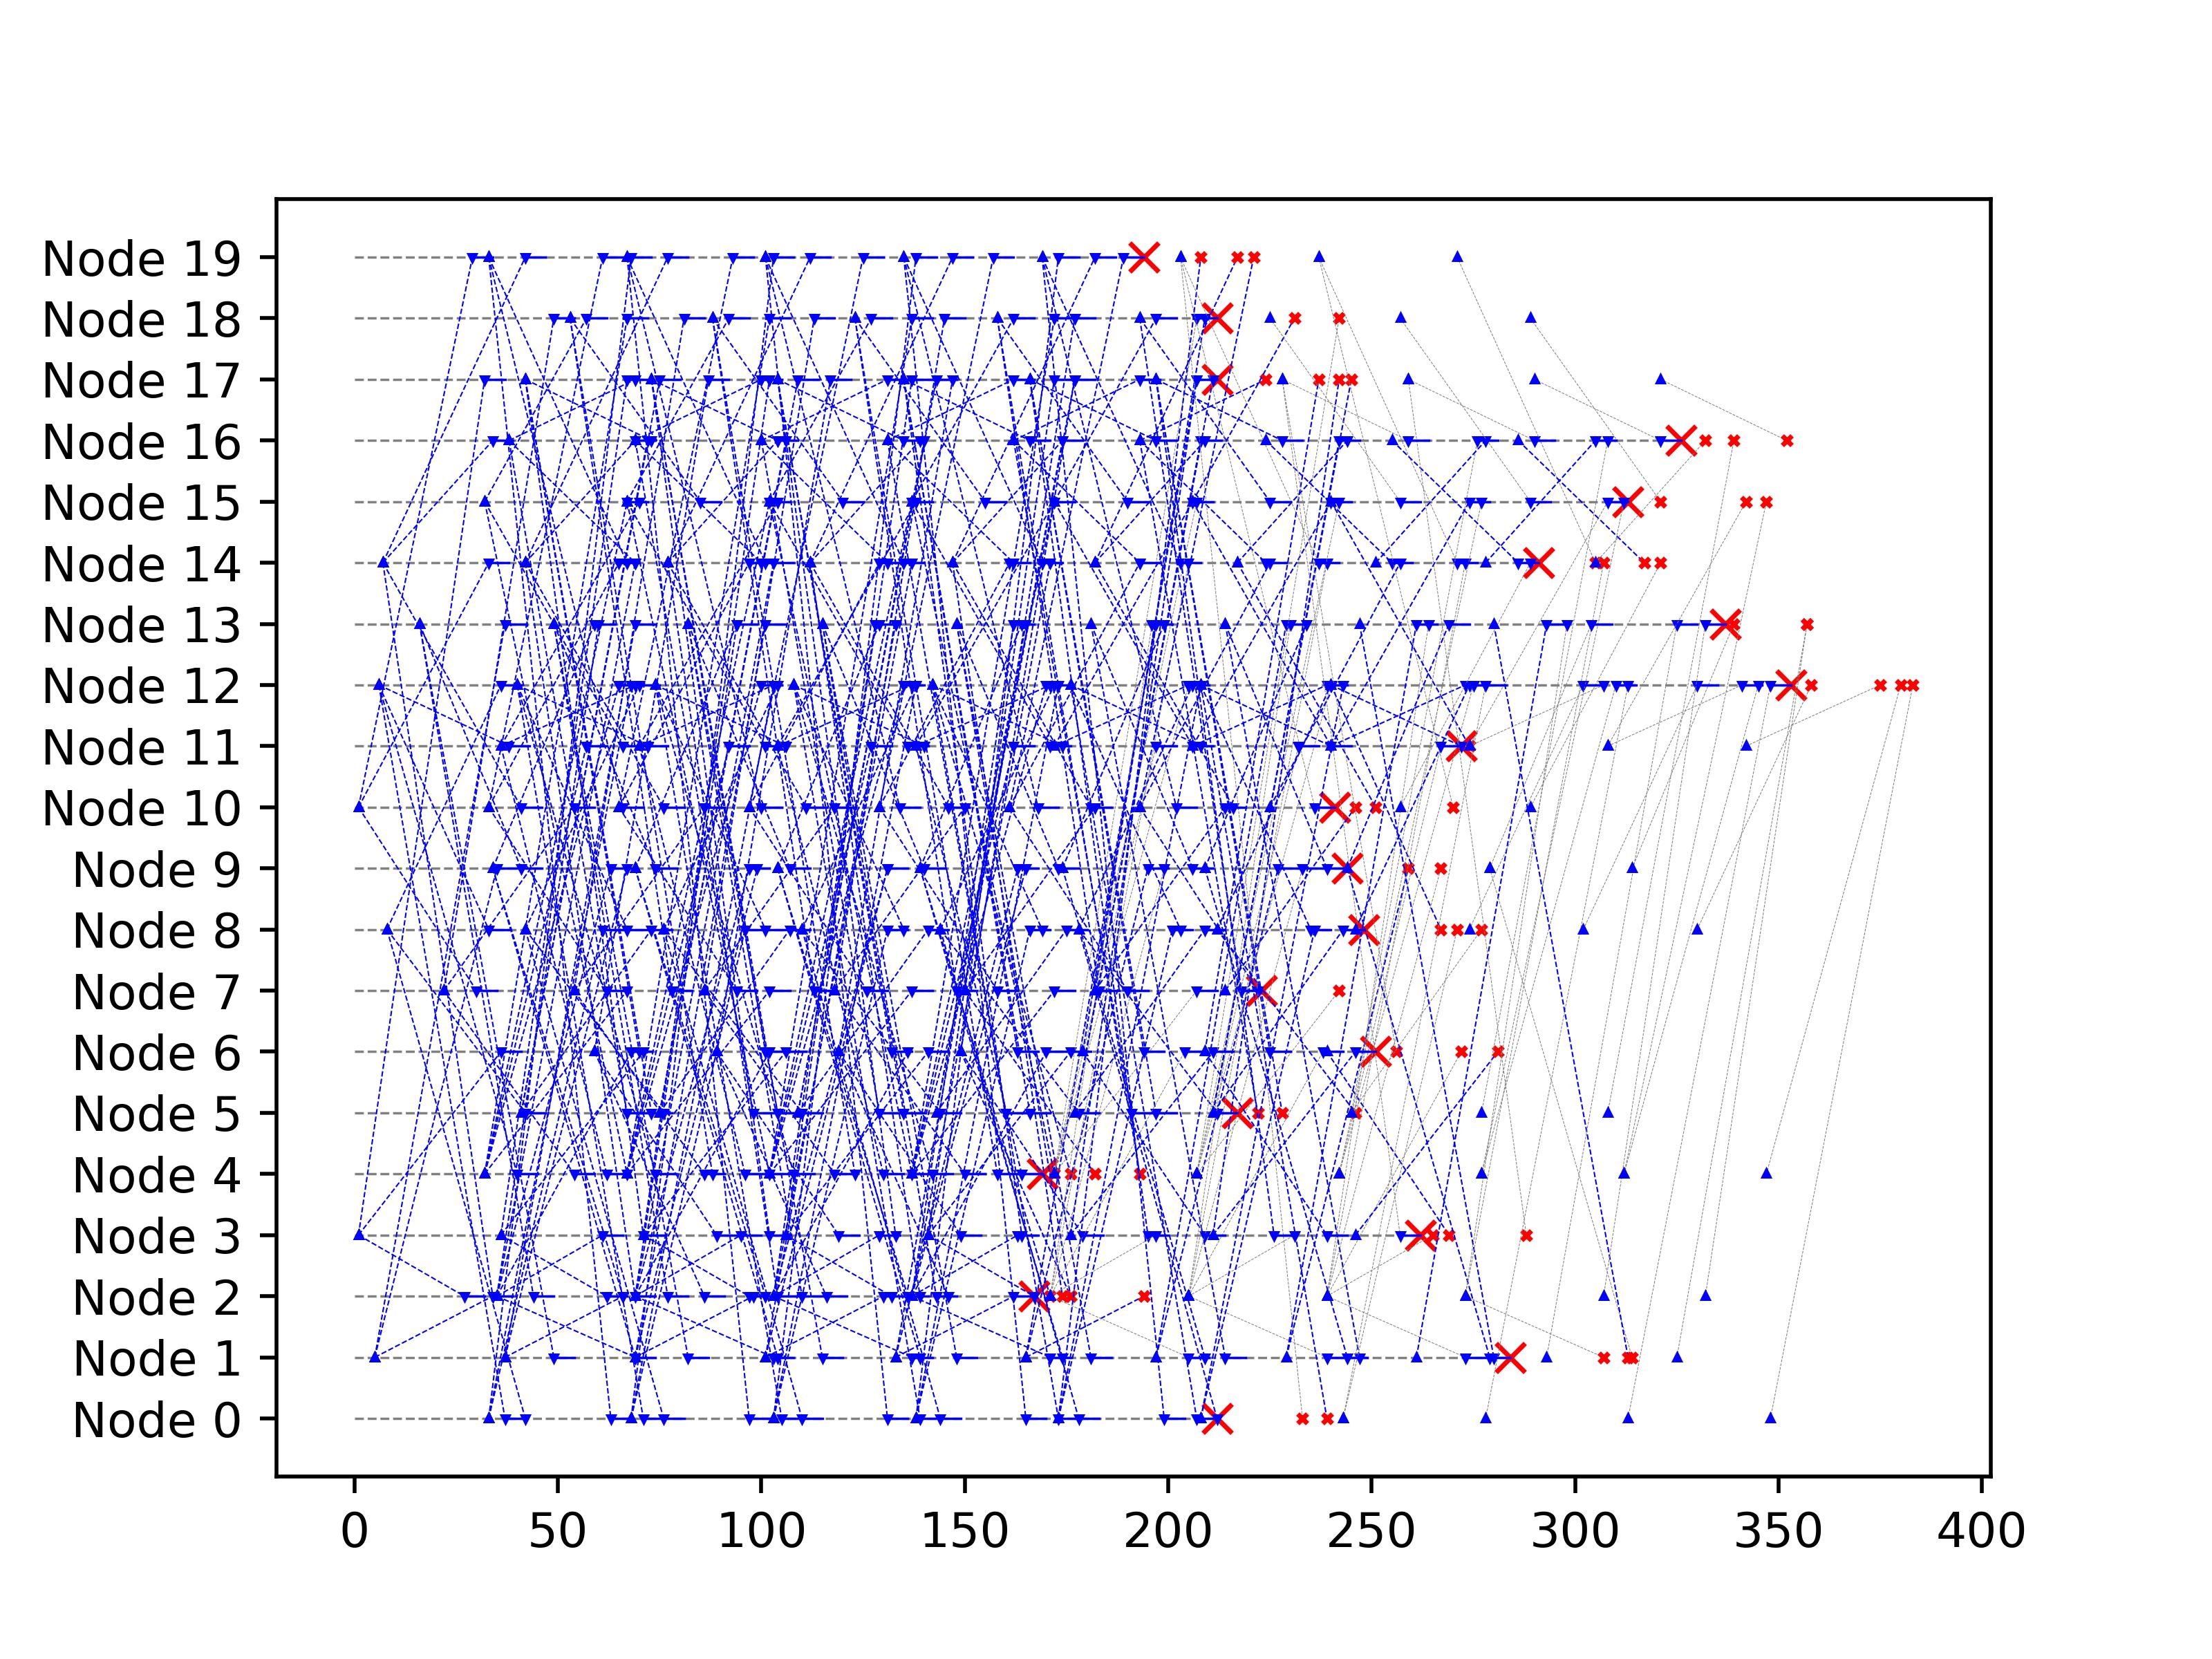 Node 19
Node 18
Node 17
Node 16
Node 15
Node 14
Node 13
Node 12
Node 11
Node 10
Node 9
Node 8
Node 7
Node 6
Node 5
Node 4
Node 3
Node 2
Node 1
Node 0
0 50 100 150 200 250 300 350 400